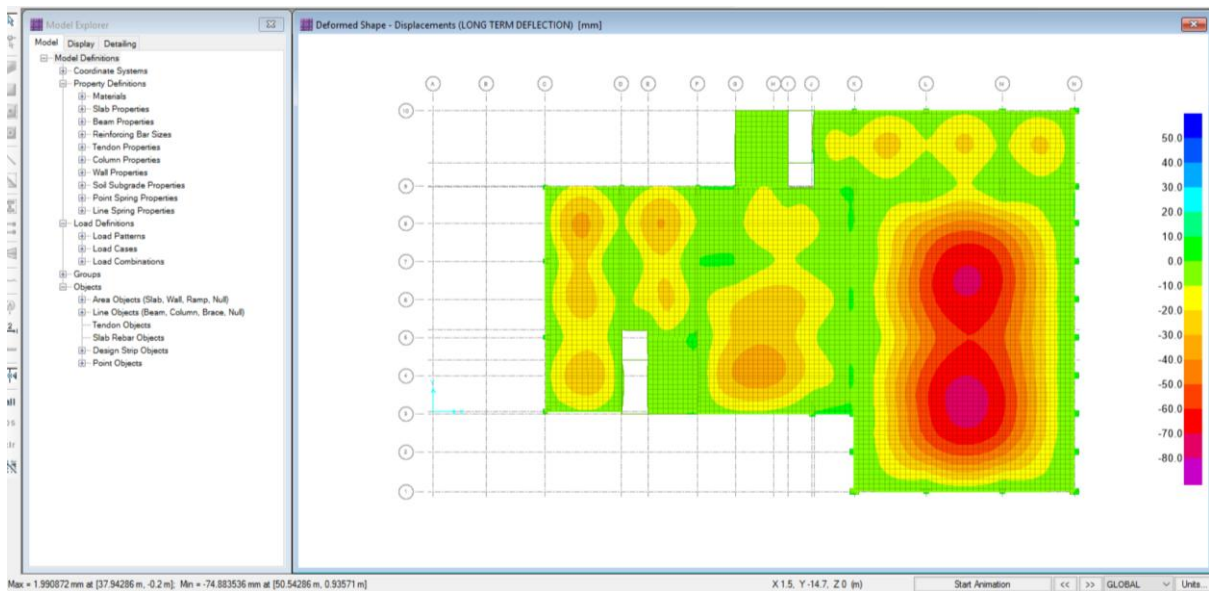 Model Explorer
Model Display Detailing
Model Definitions
Coordinate Systems
Property Definitions
Materials
Slab Properties
Beam Properties
Reinforcing Bar Sizes
Tendon Properties
Column Properties
Wall Properties
Soil Subgrade Properties
Point Spring Properties
Line Spring Properties
Load Definitions
Load Patterns
Load Cases
Load Combinations
Groups
Objects
Area Objects (Slab, Wall, Ramp, Null)
Line Objects (Beam, Column, Brace, Null)
Tendon Objects
Slab Rebar Objects
Design Strip Objects
Point Objects
Deformed Shape - Displacements (LONG TERM DEFLECTION) [mm]
A B C D E F G H I J K L M N
10
9
8
7
6
5
4
3
2
1
50.0
40.0
30.0
20.0
10.0
0.0
-10.0
-20.0
-30.0
-40.0
-50.0
-60.0
-70.0
-80.0
Max = 1.990872 mm at [37.94286 m, -0.2 m]; Min = -74.883536 mm at [50.54286 m, 0.93571 m]
X 1.5, Y -14.7, Z 0 (m)
Start Animation
<< >>
GLOBAL
Units...